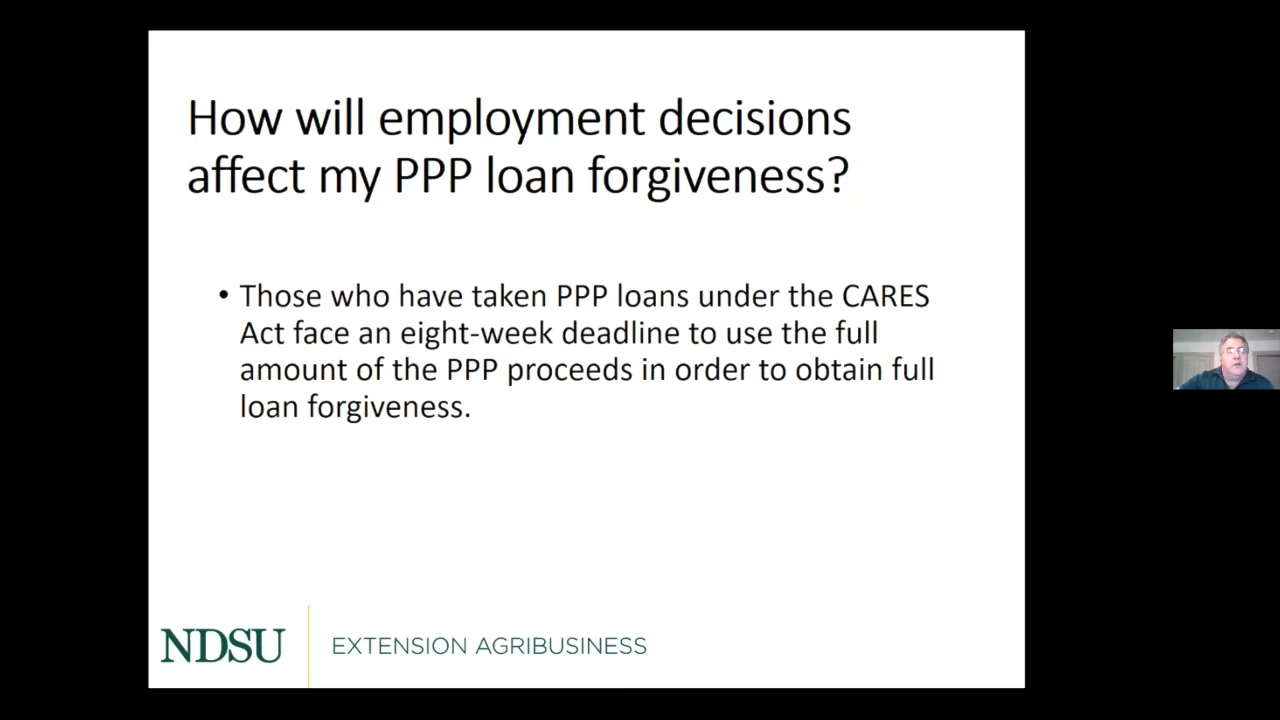 How will employment decisions
affect my PPP loan forgiveness?
• Those who have taken PPP loans under the CARES
Act face an eight-week deadline to use the full
amount of the PPP proceeds in order to obtain full
loan forgiveness.
NDSU
EXTENSION AGRIBUSINESS